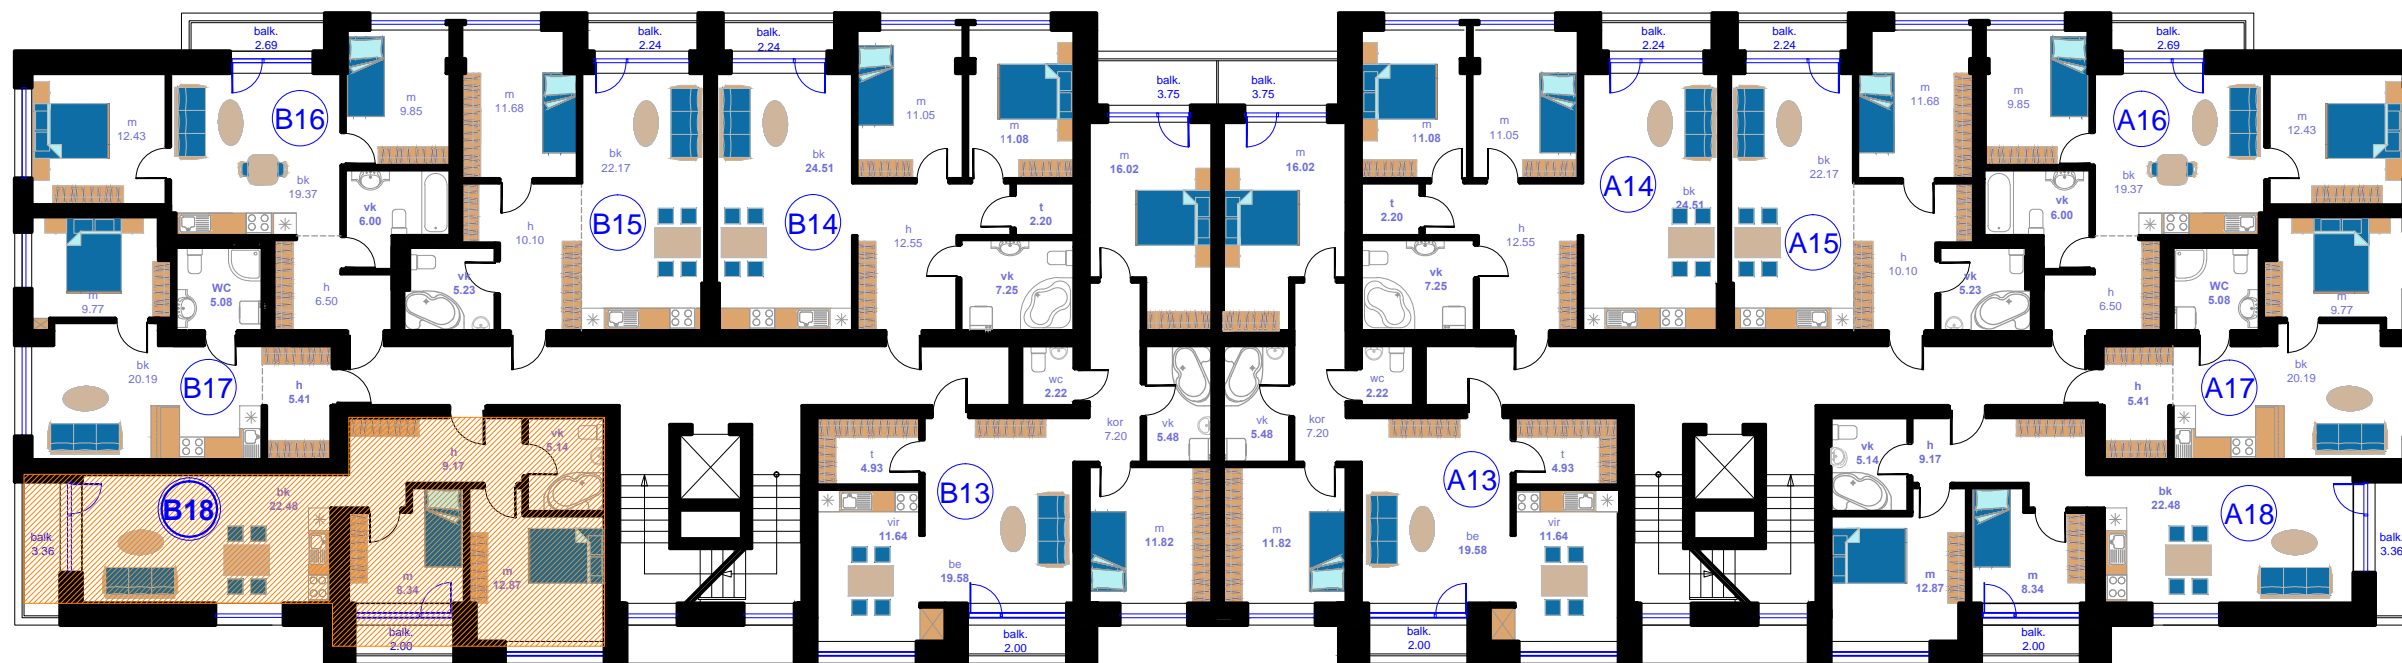 balk.
2.69
balk.
2.24
balk.
2.24
balk.
3.75
balk.
3.75
balk.
2.24
balk.
2.24
balk.
2.69
m
12.43
B16
bk
19.37
m
9.85
m
11.68
bk
22.17
B15
bk
24.51
B14
m
11.05
m
11.08
m
16.02
m
16.02
m
11.08
m
11.05
A14
bk
24.51
bk
22.17
A15
m
11.68
m
9.85
A16
bk
19.37
m
12.43
vk
6.00
h
10.10
h
12.55
t
2.20
t
2.20
h
12.55
h
10.10
vk
6.00
m
9.77
WC
5.08
h
6.50
vk
5.23
vk
7.25
vk
7.25
vk
5.23
h
6.50
WC
5.08
m
9.77
bk
20.19
B17
h
5.41
wc
2.22
wc
2.22
h
5.41
A17
bk
20.19
kor
7.20
vk
5.48
vk
5.48
kor
7.20
h
9.17
vk
5.14
t
4.93
B13
A13
t
4.93
vk
5.14
h
9.17
balk.
3.36
B18
bk
22.48
m
8.34
m
12.87
vir
11.64
be
19.58
m
11.82
m
11.82
be
19.58
vir
11.64
m
12.87
m
8.34
bk
22.48
A18
balk.
3.36
balk.
2.00
balk.
2.00
balk.
2.00
balk.
2.00